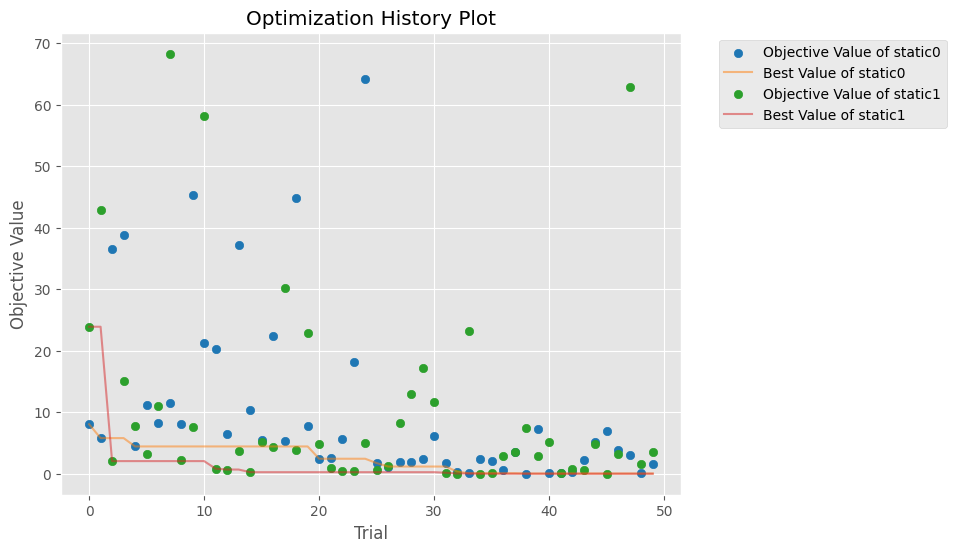 Optimization History Plot
Objective Value
70
60
50
40
30
20
10
0
0 10 20 30 40 50
Trial
Objective Value of static0
Best Value of static0
Objective Value of static1
Best Value of static1